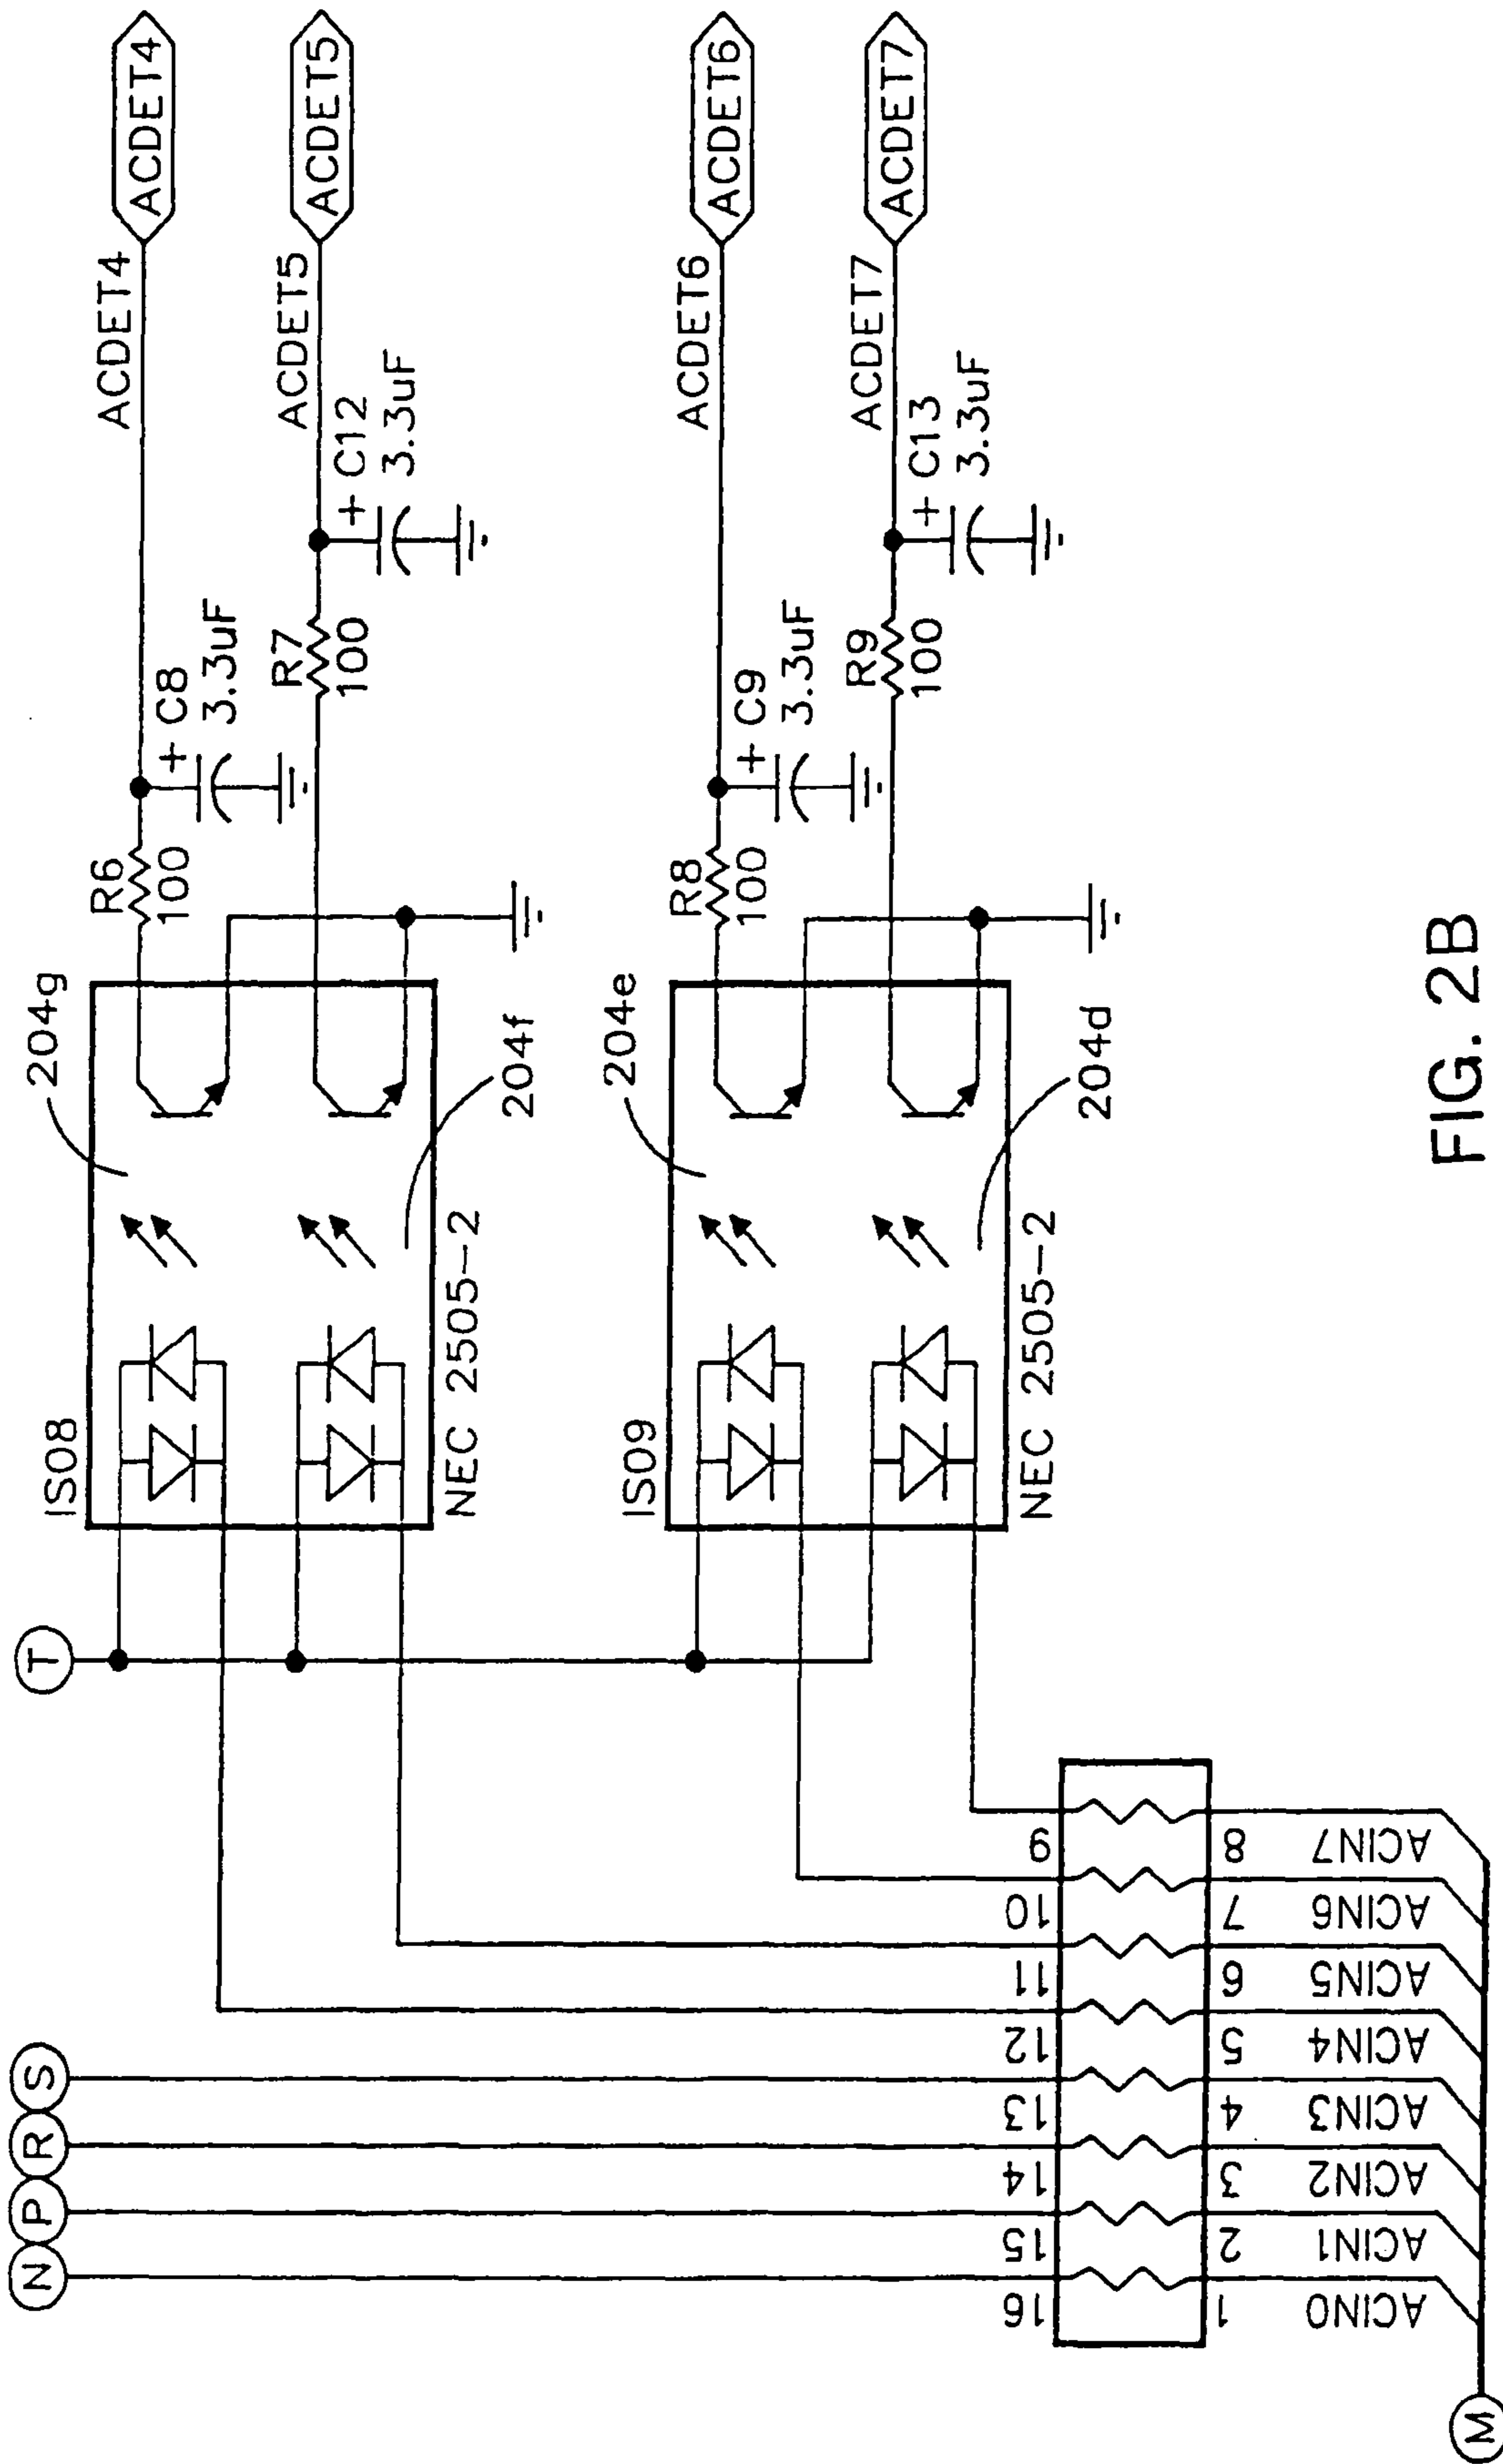 T
ISO8
204g
R6
100
+ C8
3.3uF
ACDET4
ACDET4
R7
100
+ C12
3.3uF
ACDET5
ACDET5
NEC 2505-2
204f
ISO9
204e
R8
100
+ C9
3.3uF
ACDET6
ACDET6
R9
100
+ C13
3.3uF
ACDET7
ACDET7
NEC 2505-2
204d
N
P
R
S
16
15
14
13
12
11
10
9
1
2
3
4
5
6
7
8
ACIN0
ACIN1
ACIN2
ACIN3
ACIN4
ACIN5
ACIN6
ACIN7
M
FIG. 2B